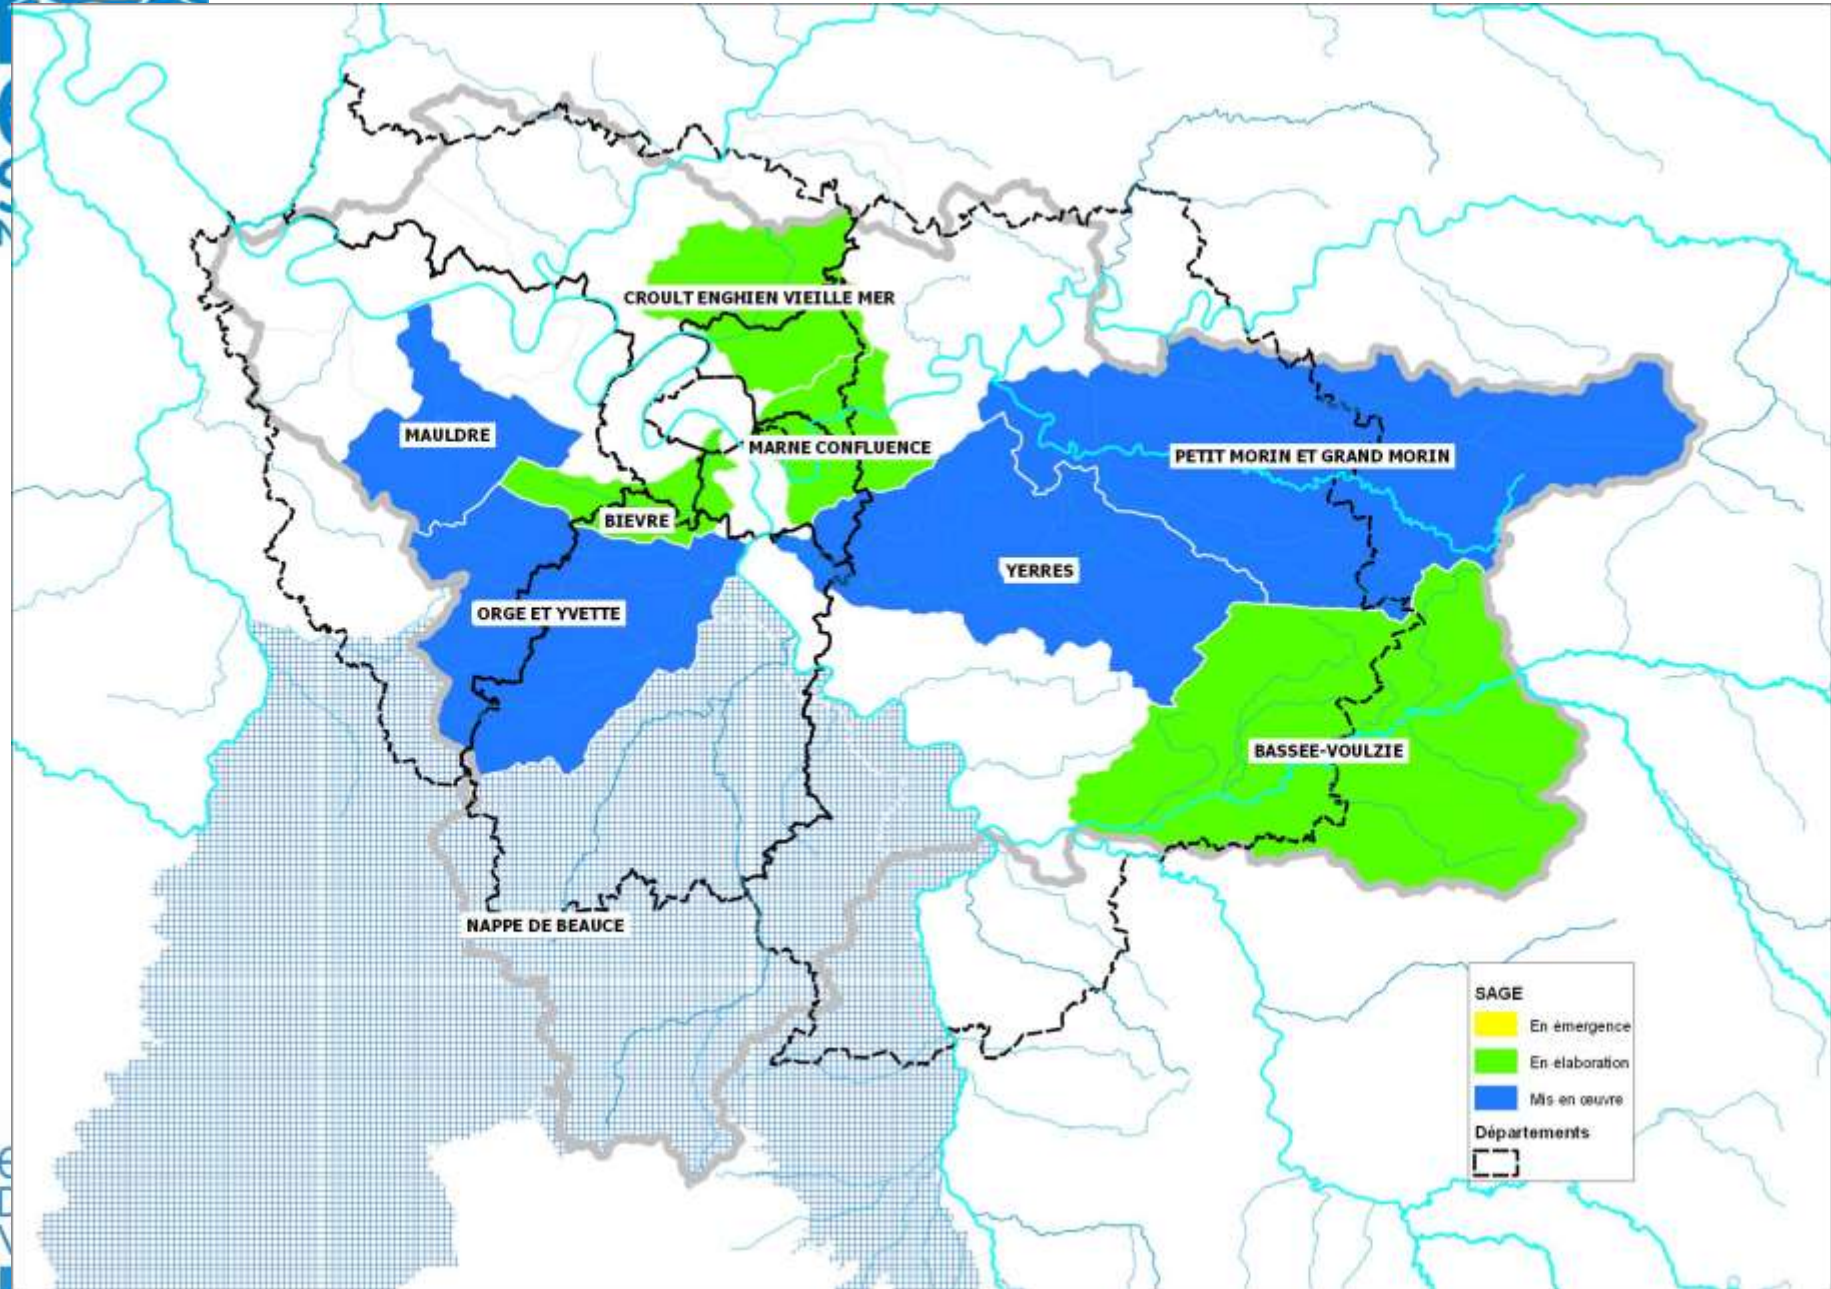 CROULT ENGHIEN VIEILLE MER
MAULDRE
MARNE CONFLUENCE
PETIT MORIN ET GRAND MORIN
BIEVRE
YERRES
ORGE ET YVETTE
BASSEE-VOULZIE
NAPPE DE BEAUCE
SAGE
En émergence
En élaboration
Mis en œuvre
Départements